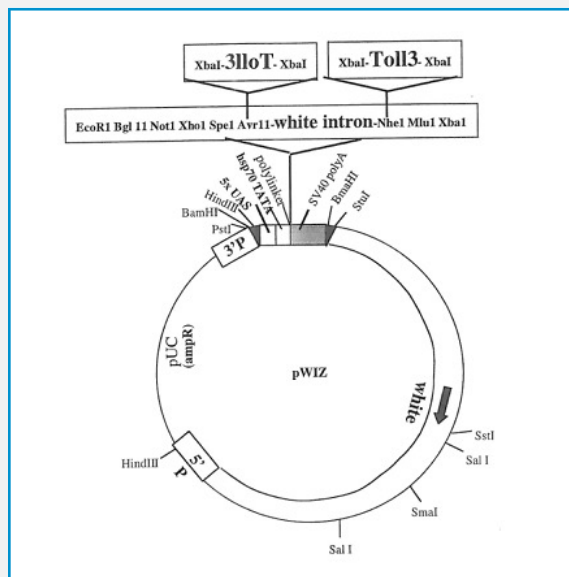 XbaI-3lloT- XbaI
XbaI-Toll3- XbaI
EcoR1 Bgl 11 Not1 Xho1 Spe1 Avr11-white intron-Nhe1 Mlu1 Xba1
polylinker
hsp70 TATA
5x UAS
HindIII
BamHI
PstI
SV40 polyA
BmaHI
StuI
3'P
pUC
(ampR)
pWIZ
white
SstI
Sal I
HindIII
5'
P
SmaI
Sal I